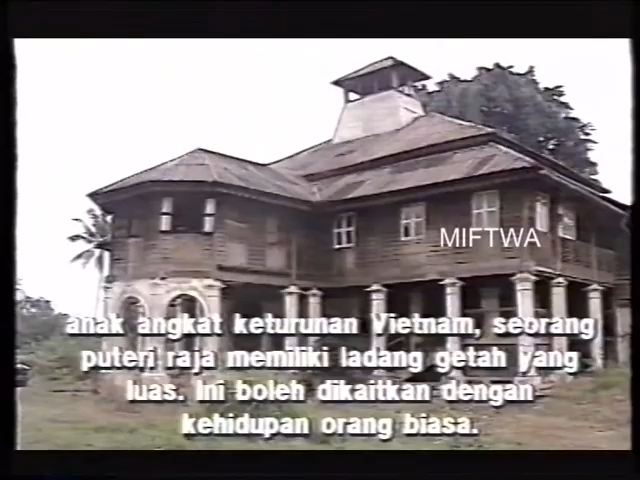 MIFTWA
anak angkat keturunan Vietnam, seorang
puteri raja memiliki ladang getah yang
luas. Ini boleh dikaitkan dengan
kehidupan orang biasa.